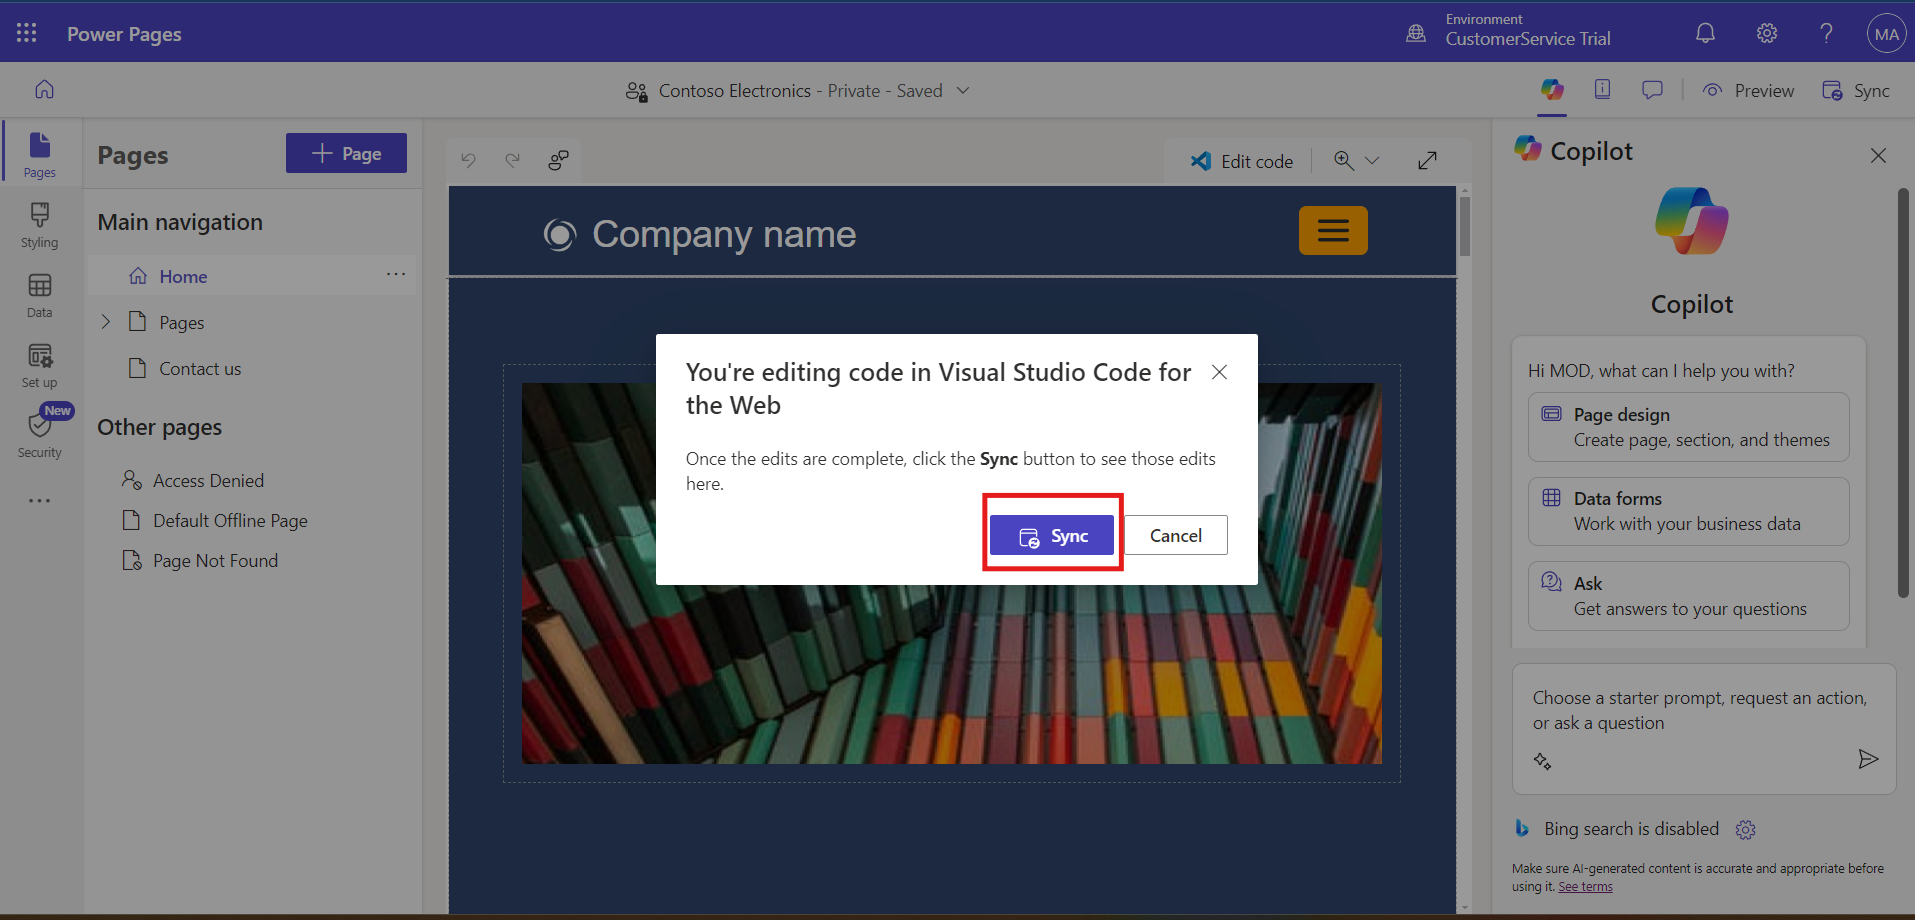 Power Pages
Environment
CustomerService Trial
MA
Contoso Electronics - Private - Saved
Preview
Sync
Pages
Styling
Data
Set up
New
Security
Pages
Page
Main navigation
Home
Pages
Contact us
Other pages
Access Denied
Default Offline Page
Page Not Found
Edit code
Company name
You're editing code in Visual Studio Code for
the Web
Once the edits are complete, click the Sync button to see those edits
here.
Sync
Cancel
Copilot
Copilot
Hi MOD, what can I help you with?
Page design
Create page, section, and themes
Data forms
Work with your business data
Ask
Get answers to your questions
Choose a starter prompt, request an action,
or ask a question
Bing search is disabled
Make sure AI-generated content is accurate and appropriate before
using it. See terms